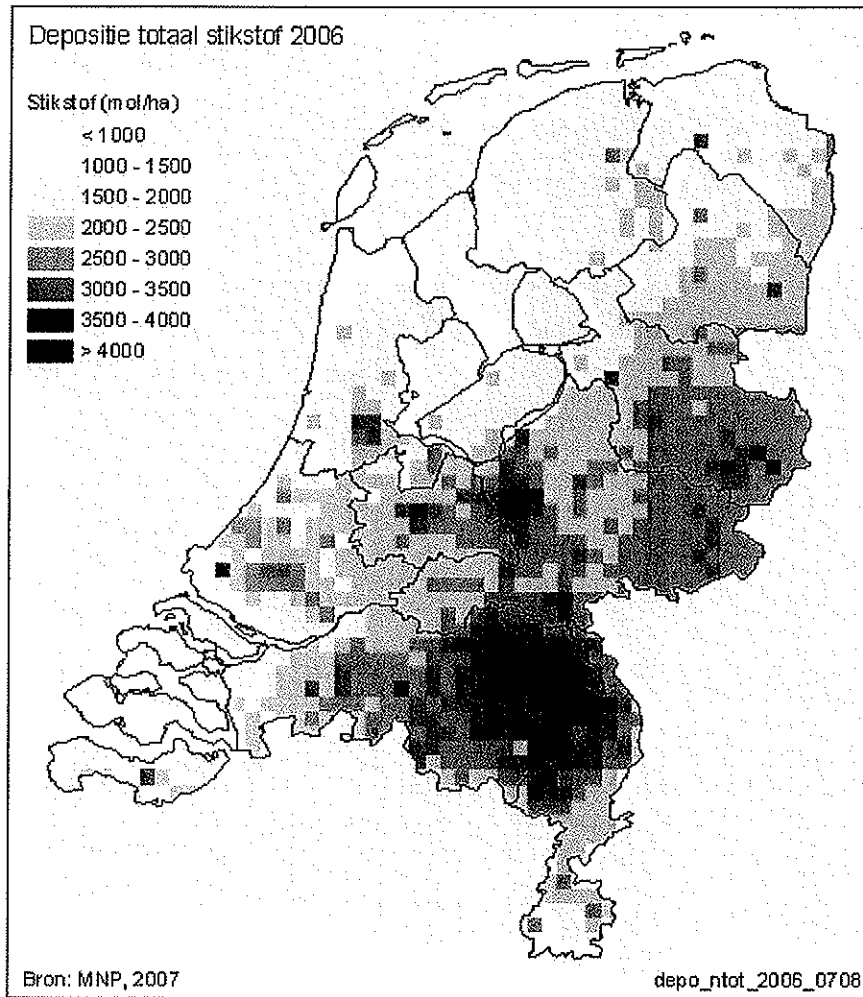 Depositie totaal stikstof 2006
Stikstof (mol/ha)
< 1000
1000 - 1500
1500 - 2000
2000 - 2500
2500 - 3000
3000 - 3500
3500 - 4000
> 4000
Bron: MNP, 2007
depo_ntot_2006_0708